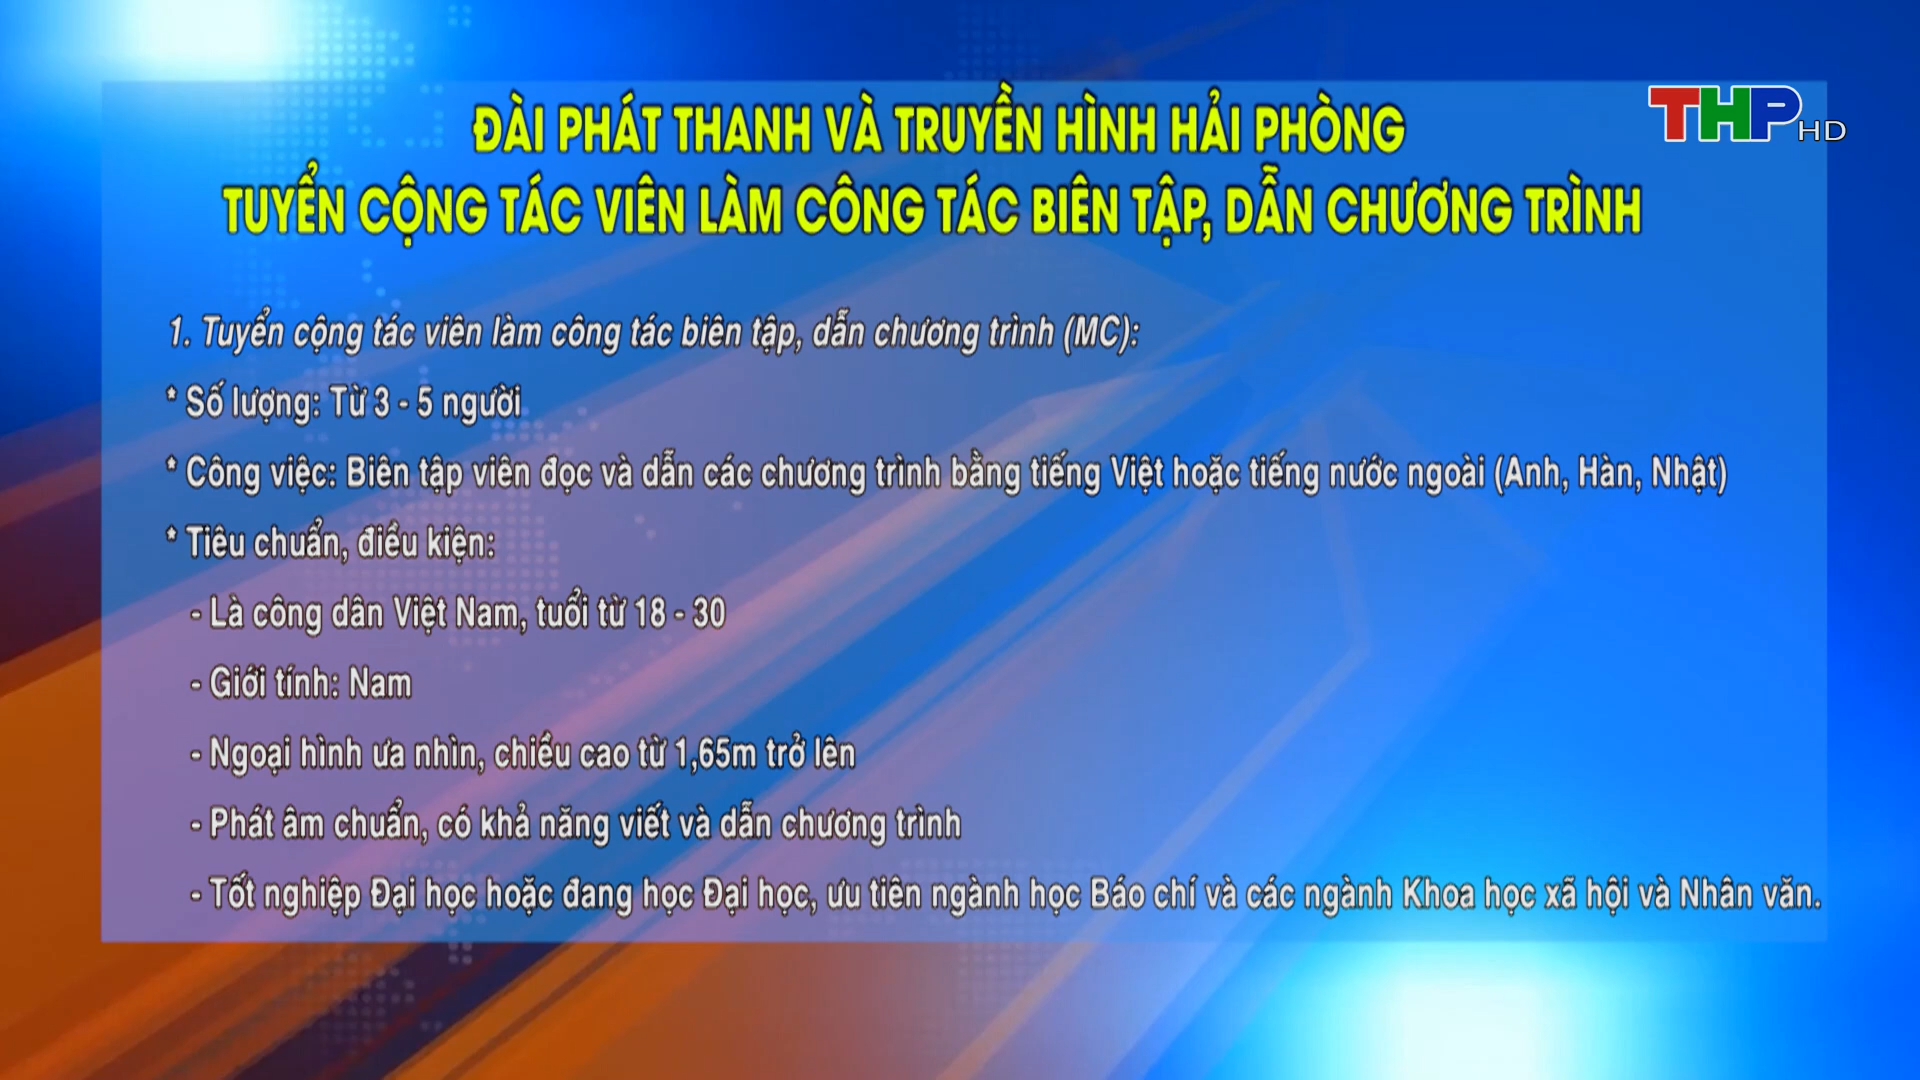 THP HD
ĐÀI PHÁT THANH VÀ TRUYỀN HÌNH HẢI PHÒNG
TUYỂN CỘNG TÁC VIÊN LÀM CÔNG TÁC BIÊN TẬP, DẪN CHƯƠNG TRÌNH
1. Tuyển cộng tác viên làm công tác biên tập, dẫn chương trình (MC):
* Số lượng: Từ 3 - 5 người
* Công việc: Biên tập viên đọc và dẫn các chương trình bằng tiếng Việt hoặc tiếng nước ngoài (Anh, Hàn, Nhật)
* Tiêu chuẩn, điều kiện:
- Là công dân Việt Nam, tuổi từ 18 - 30
- Giới tính: Nam
- Ngoại hình ưa nhìn, chiều cao từ 1,65m trở lên
- Phát âm chuẩn, có khả năng viết và dẫn chương trình
- Tốt nghiệp Đại học hoặc đang học Đại học, ưu tiên ngành học Báo chí và các ngành Khoa học xã hội và Nhân văn.